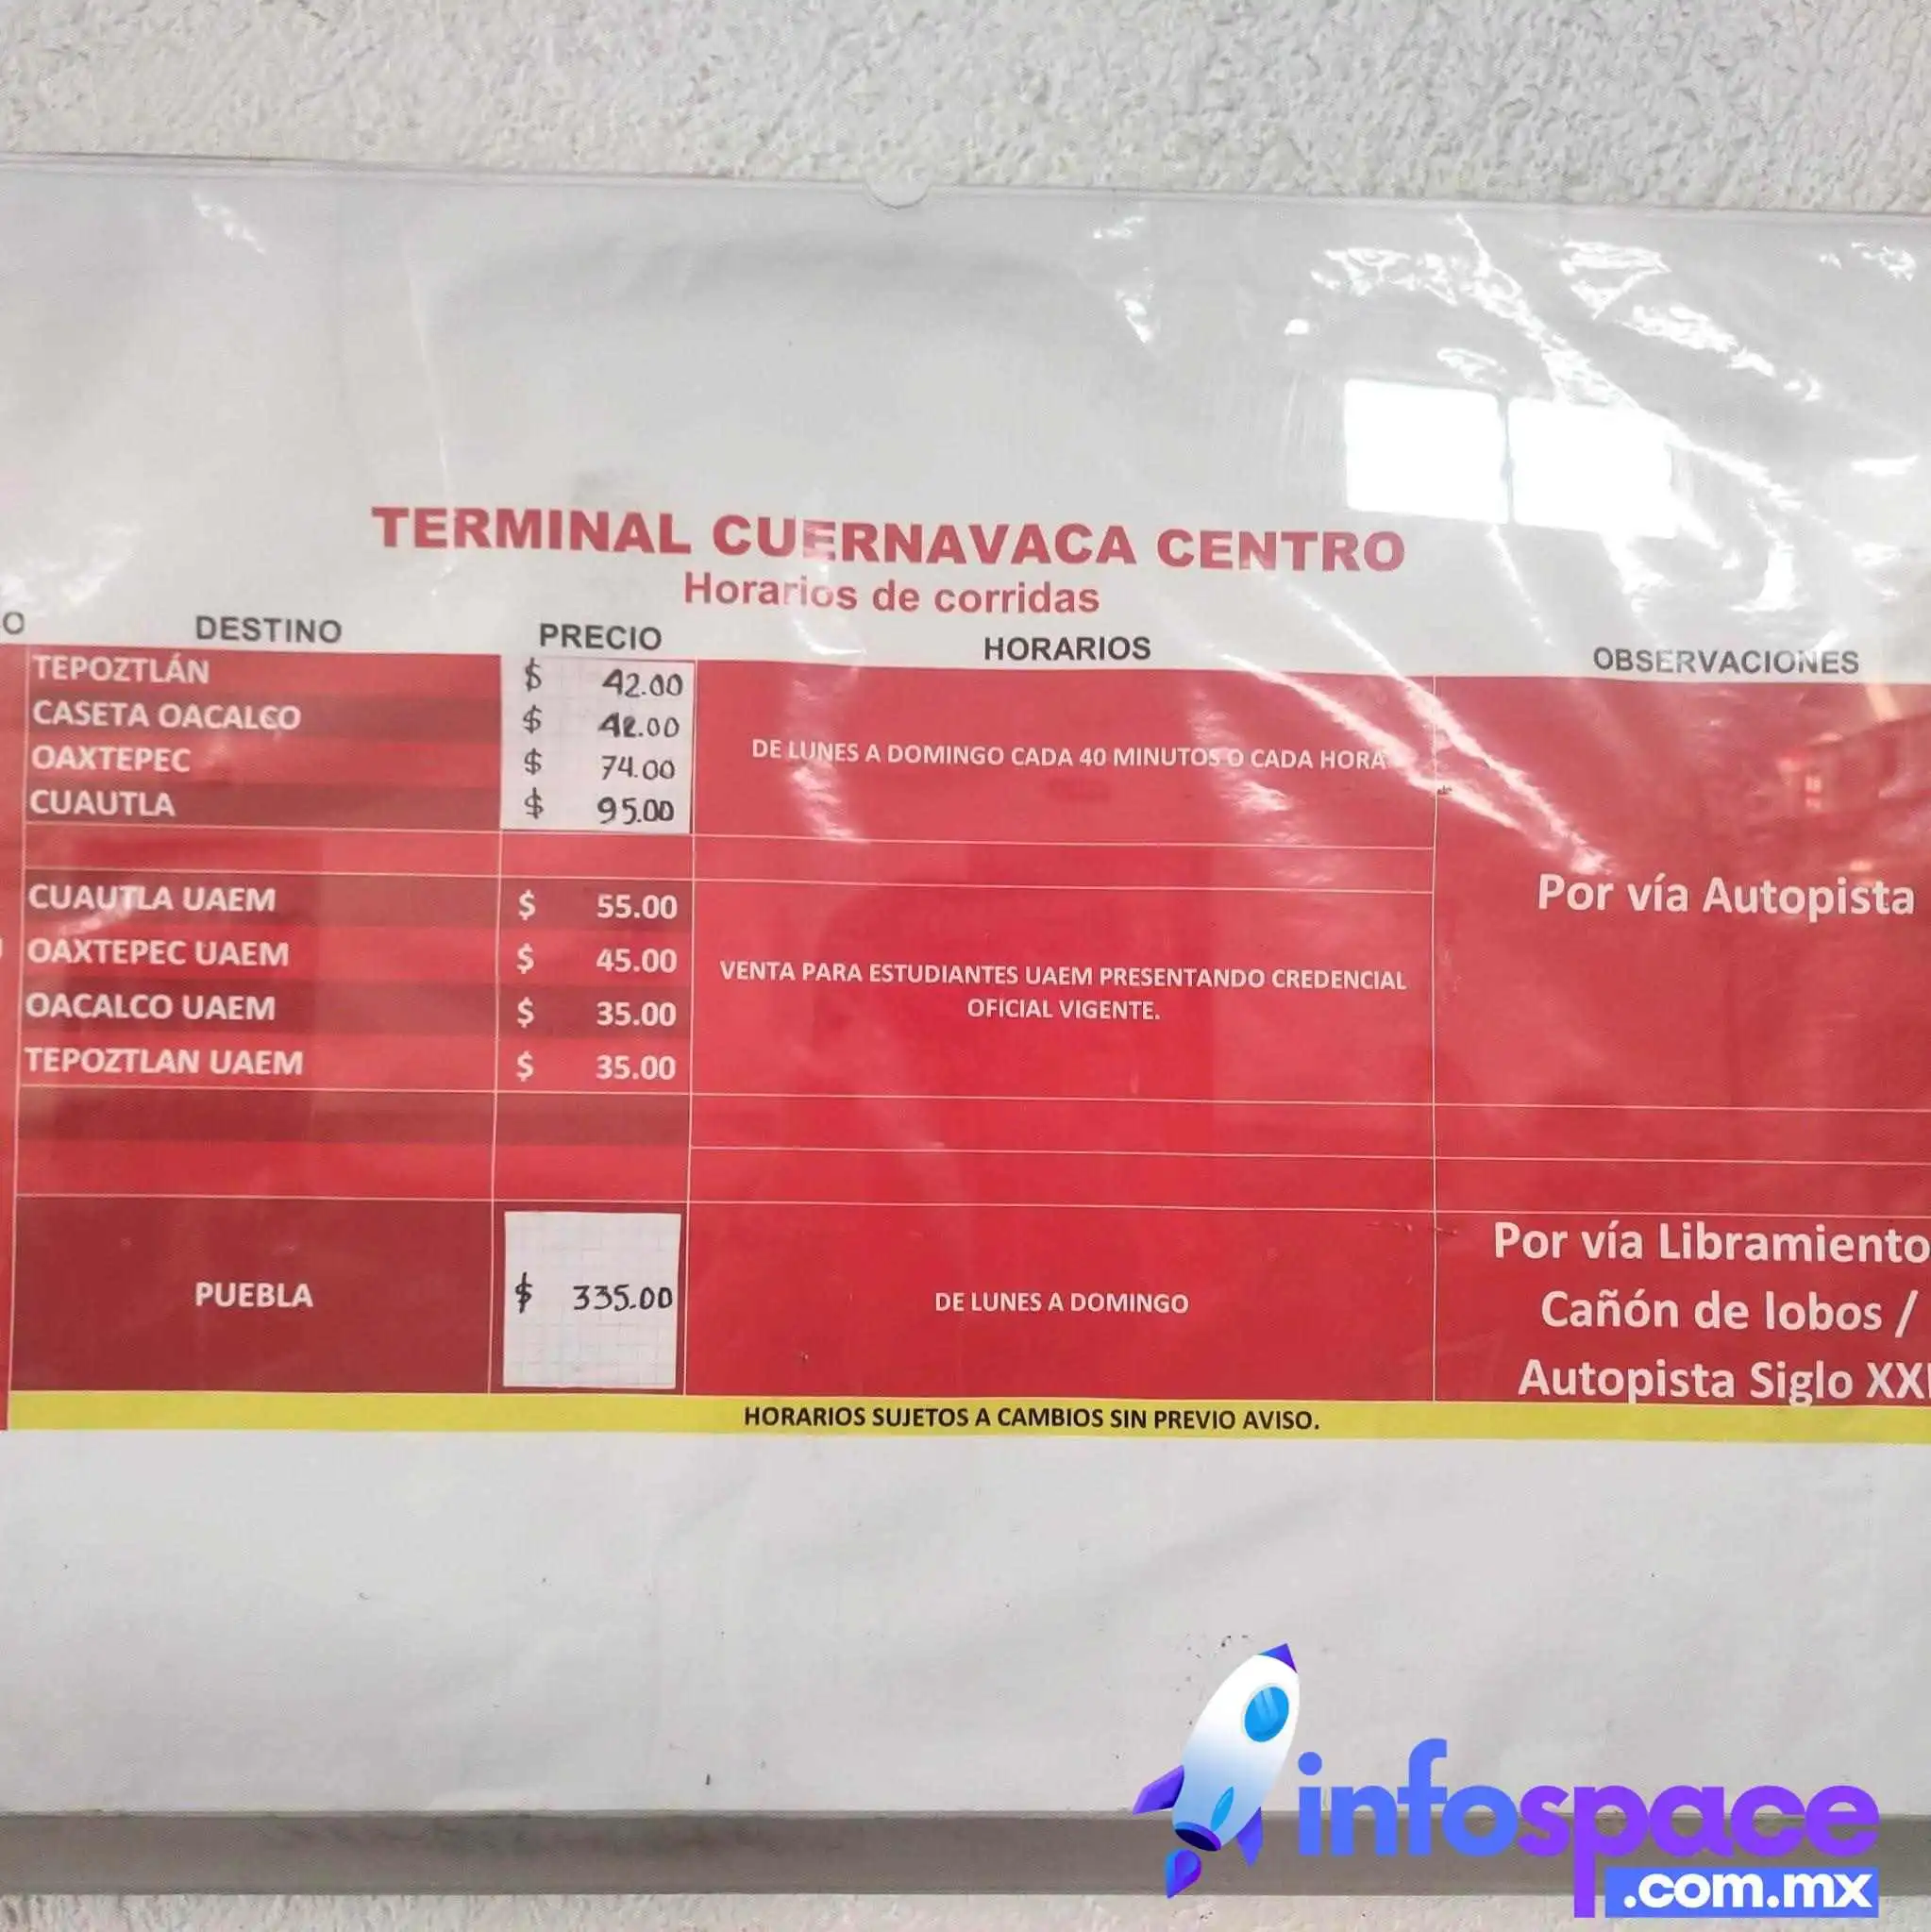 TERMINAL CUERNAVACA CENTRO
Horarios de corridas
O DESTINO PRECIO HORARIOS OBSERVACIONES
TEPOZTLÁN $ 42.00
CASETA OACALCO $ 42.00
OAXTEPEC $ 74.00
CUAUTLA $ 95.00
DE LUNES A DOMINGO CADA 40 MINUTOS O CADA HORA
CUAUTLA UAEM $ 55.00
OAXTEPEC UAEM $ 45.00
OACALCO UAEM $ 35.00
TEPOZTLAN UAEM $ 35.00
VENTA PARA ESTUDIANTES UAEM PRESENTANDO CREDENCIAL
OFICIAL VIGENTE.
Por vía Autopista
PUEBLA $ 335.00 DE LUNES A DOMINGO
Por vía Libramiento
Cañón de lobos /
Autopista Siglo XXI
HORARIOS SUJETOS A CAMBIOS SIN PREVIO AVISO.
infospace
.com.mx